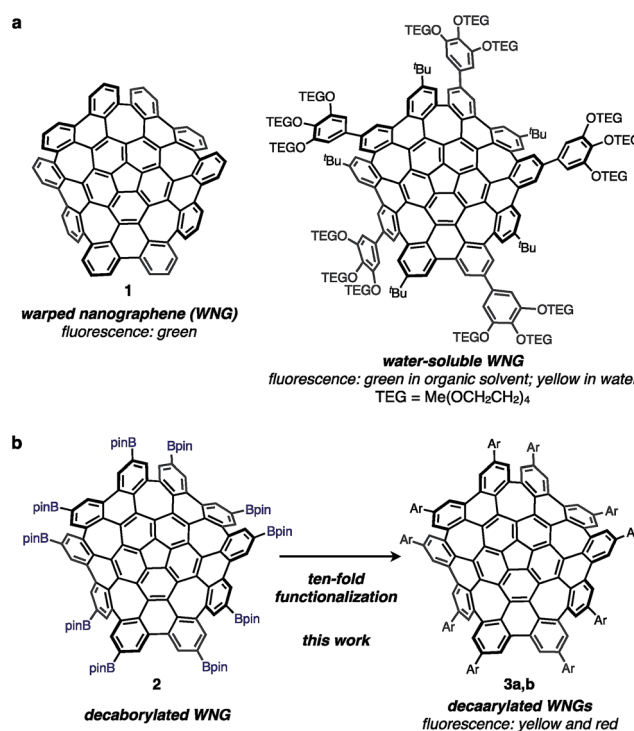 a
OTEG
TEGO
OTEG
tBu
TEGO
TEGO
TEGO
tBu
tBu
OTEG
OTEG
TEGO
TEGO
TEGO
tBu
tBu
OTEG
TEGO
OTEG
1
warped nanographene (WNG)
fluorescence: green
water-soluble WNG
fluorescence: green in organic solvent; yellow in water
TEG = Me(OCH2CH2)4
b
pinB Bpin
pinB Bpin
pinB Bpin
pinB Bpin
pinB Bpin
2
decaborylated WNG
ten-fold
functionalization
this work
Ar Ar
Ar Ar
Ar
Ar Ar
Ar Ar
3a,b
decaarylated WNGs
fluorescence: yellow and red